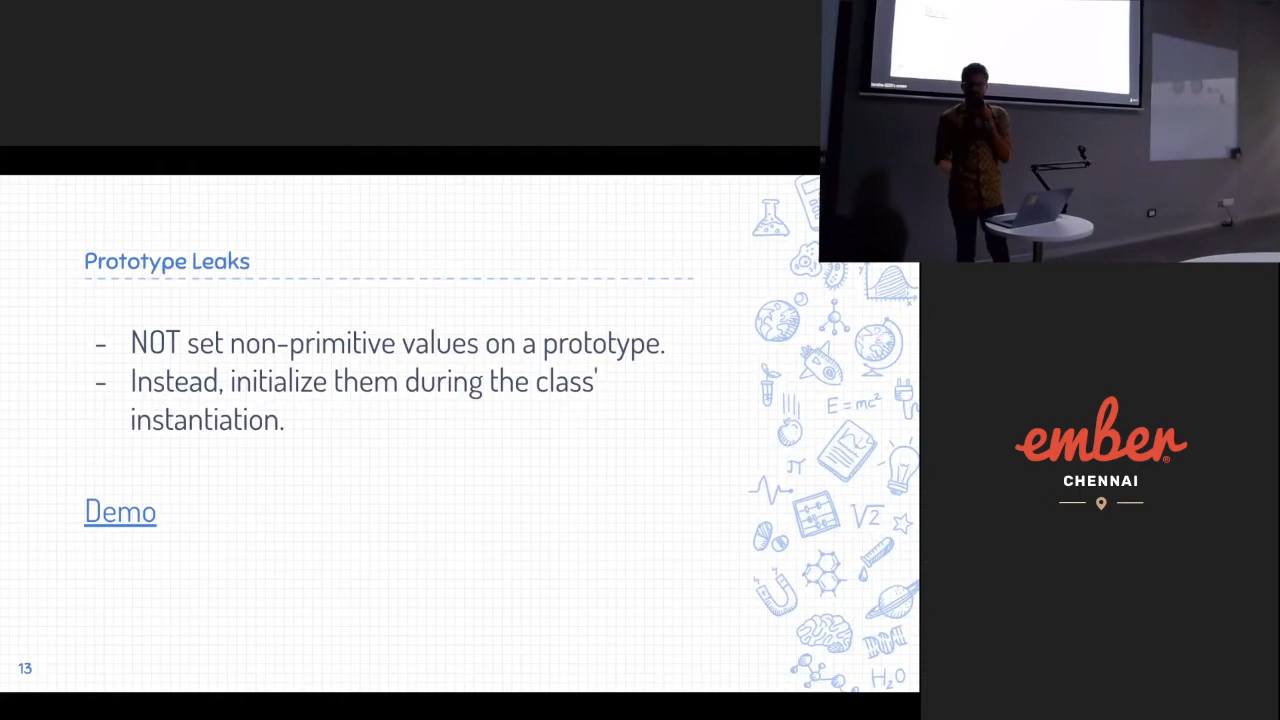 Prototype Leaks
- NOT set non-primitive values on a prototype.
- Instead, initialize them during the class'
instantiation.
Demo
13
E=mc²
π
√2
H₂O
y
x
ember®
CHENNAI